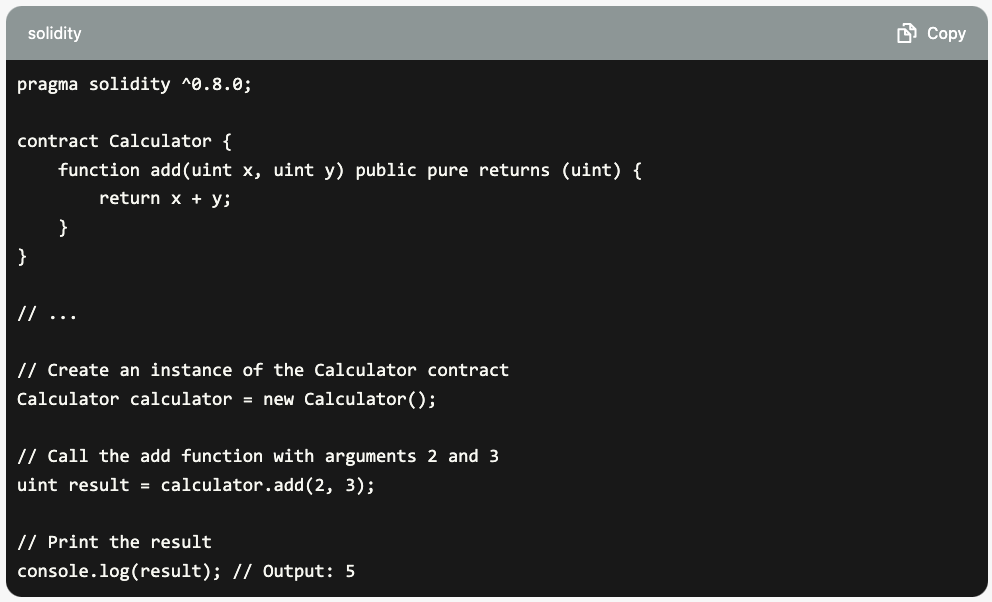 solidity
Copy
pragma solidity ^0.8.0;
contract Calculator {
    function add(uint x, uint y) public pure returns (uint) {
        return x + y;
    }
}
// ...
// Create an instance of the Calculator contract
Calculator calculator = new Calculator();
// Call the add function with arguments 2 and 3
uint result = calculator.add(2, 3);
// Print the result
console.log(result); // Output: 5